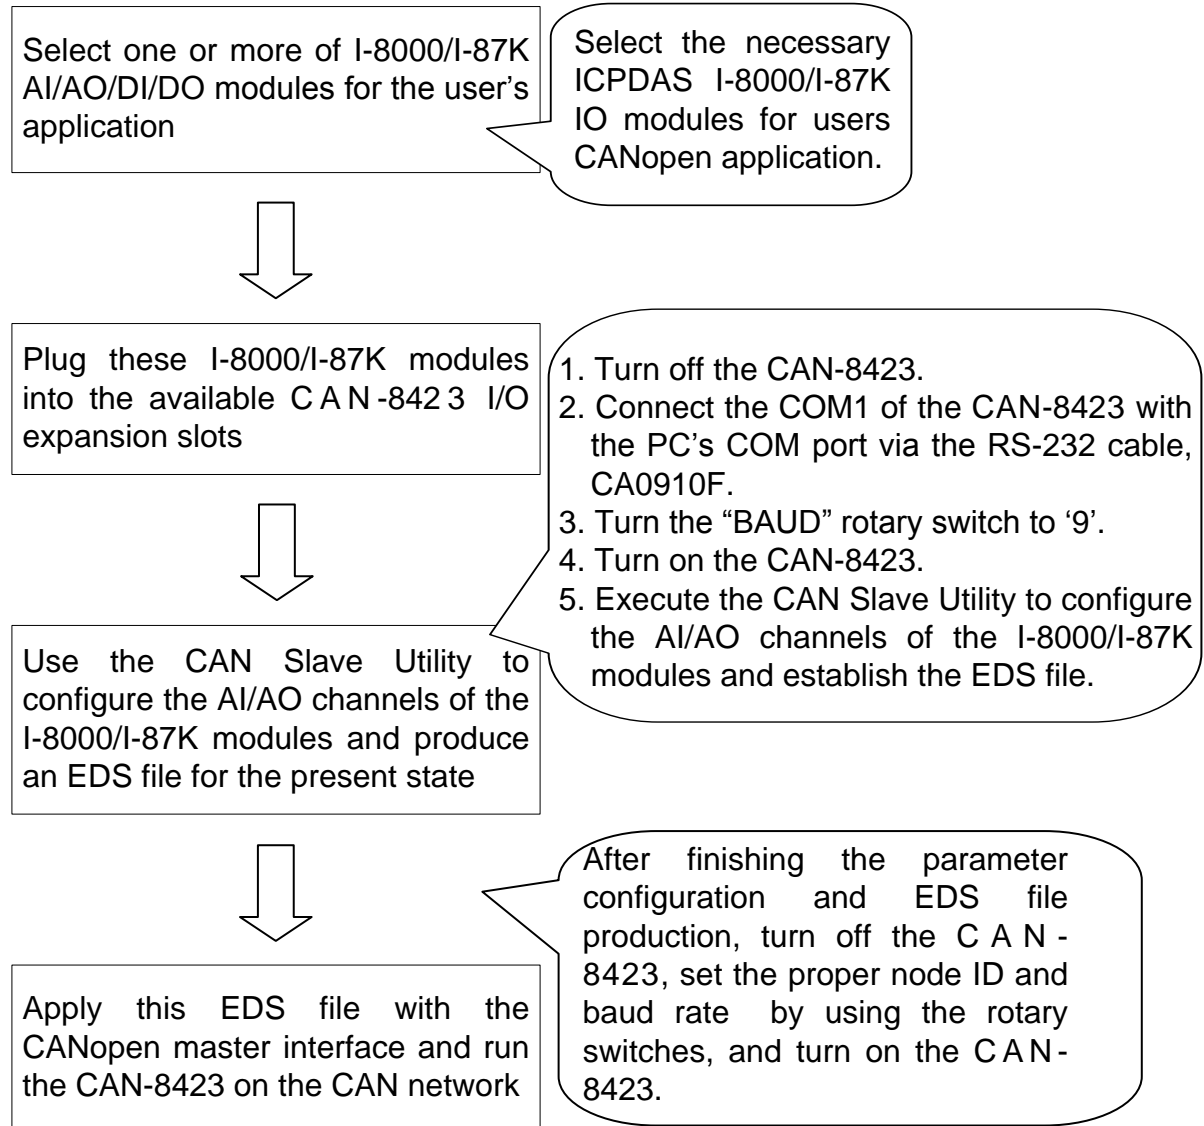 Select one or more of I-8000/I-87K
AI/AO/DI/DO modules for the user's
application
Select the necessary
ICPDAS I-8000/I-87K
IO modules for users
CANopen application.
Plug these I-8000/I-87K modules
into the available CAN-8423 I/O
expansion slots
1. Turn off the CAN-8423.
2. Connect the COM1 of the CAN-8423 with
the PC's COM port via the RS-232 cable,
CA0910F.
3. Turn the “BAUD” rotary switch to ‘9’.
4. Turn on the CAN-8423.
5. Execute the CAN Slave Utility to configure
the AI/AO channels of the I-8000/I-87K
modules and establish the EDS file.
Use the CAN Slave Utility to
configure the AI/AO channels of the
I-8000/I-87K modules and produce
an EDS file for the present state
After finishing the parameter
configuration and EDS file
production, turn off the CAN-
8423, set the proper node ID and
baud rate by using the rotary
switches, and turn on the CAN-
8423.
Apply this EDS file with the
CANopen master interface and run
the CAN-8423 on the CAN network